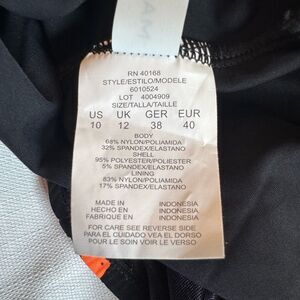 AM
RN 40168
STYLE/ESTILO/MODELE
6010524
LOT 4004909
SIZE/TALLA/TAILLE
US UK GER EUR
10 12 38 40
BODY
68% NYLON/POLIAMIDA
32% SPANDEX/ELASTANO
SHELL
95% POLYESTER/POLIESTER
5% SPANDEX/ELASTANO
LINING
83% NYLON/POLIAMIDA
17% SPANDEX/ELASTANO
MADE IN INDONESIA
HECHO EN INDONESIA
FABRIQUE EN INDONESIA
FOR CARE SEE REVERSE SIDE
PARA EL CUIDADO VEA EL DORSO
POUR LE SOIN VOIR AU VERSO